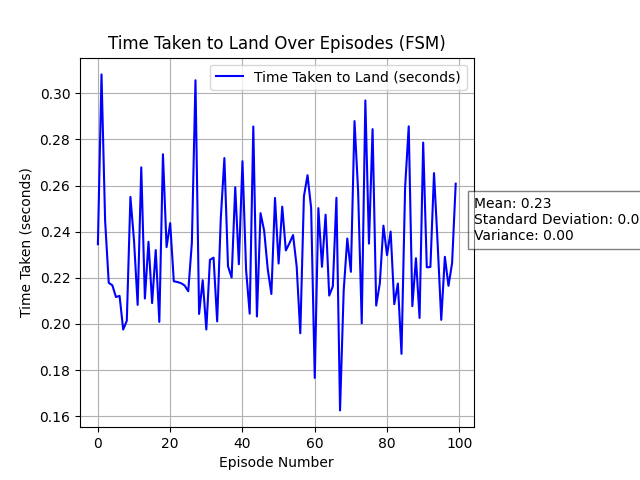 Time Taken to Land Over Episodes (FSM)
Time Taken to Land (seconds)
0.30
0.28
0.26
0.24
0.22
0.20
0.18
0.16
Time Taken (seconds)
Mean: 0.23
Standard Deviation: 0.0
Variance: 0.00
0 20 40 60 80 100
Episode Number